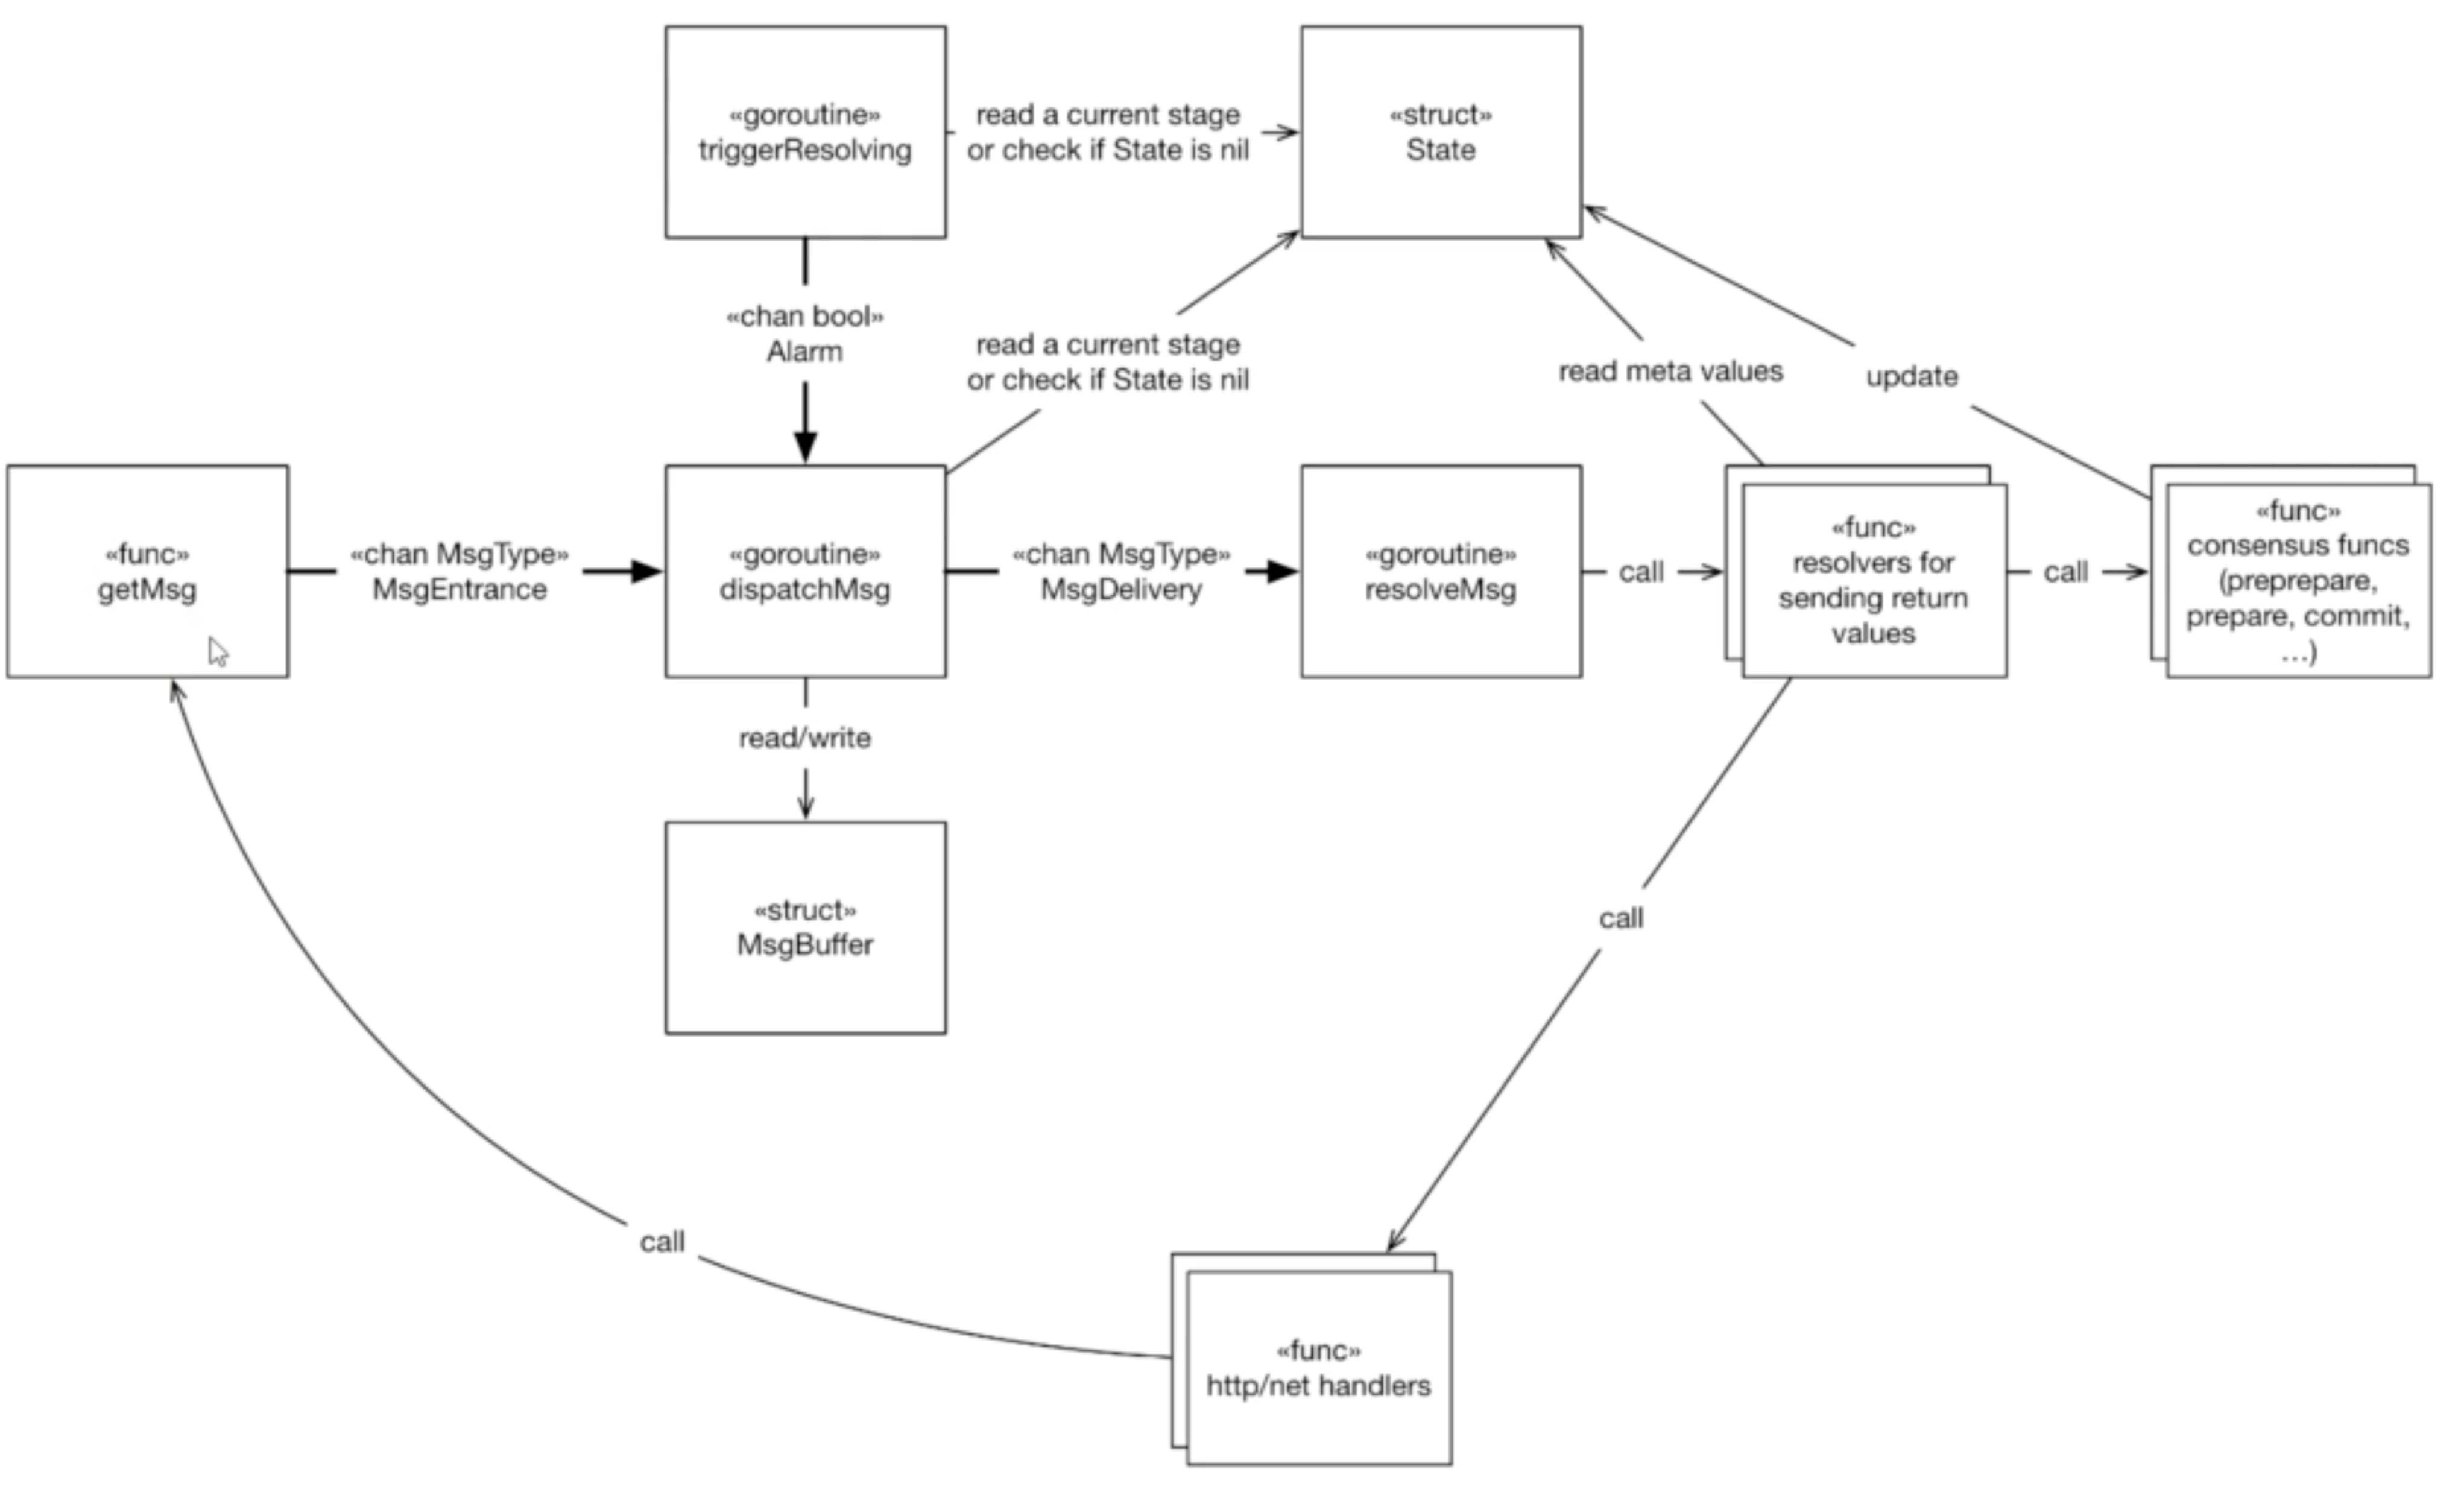 «goroutine»
triggerResolving
read a current stage
or check if State is nil
«struct»
State
«chan bool»
Alarm
read a current stage
or check if State is nil
read meta values
update
«func»
getMsg
«chan MsgType»
MsgEntrance
«goroutine»
dispatchMsg
«chan MsgType»
MsgDelivery
«goroutine»
resolveMsg
call
«func»
resolvers for
sending return
values
call
«func»
consensus funcs
(preprepare,
prepare, commit,
...)
read/write
«struct»
MsgBuffer
call
call
«func»
http/net handlers